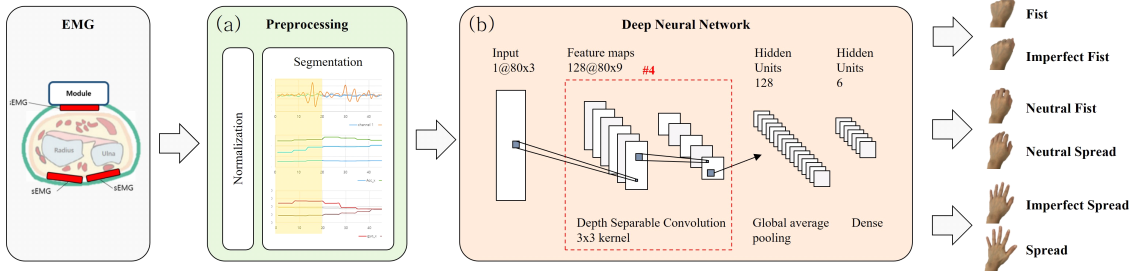 EMG
Module
sEMG
Radius
Ulna
sEMG
sEMG
(a)
Preprocessing
Normalization
Segmentation
(b)
Deep Neural Network
Input
1@80x3
Feature maps
128@80x9
#4
Hidden
Units
128
Hidden
Units
6
Depth Separable Convolution
3x3 kernel
Global average
pooling
Dense
Fist
Imperfect Fist
Neutral Fist
Neutral Spread
Imperfect Spread
Spread